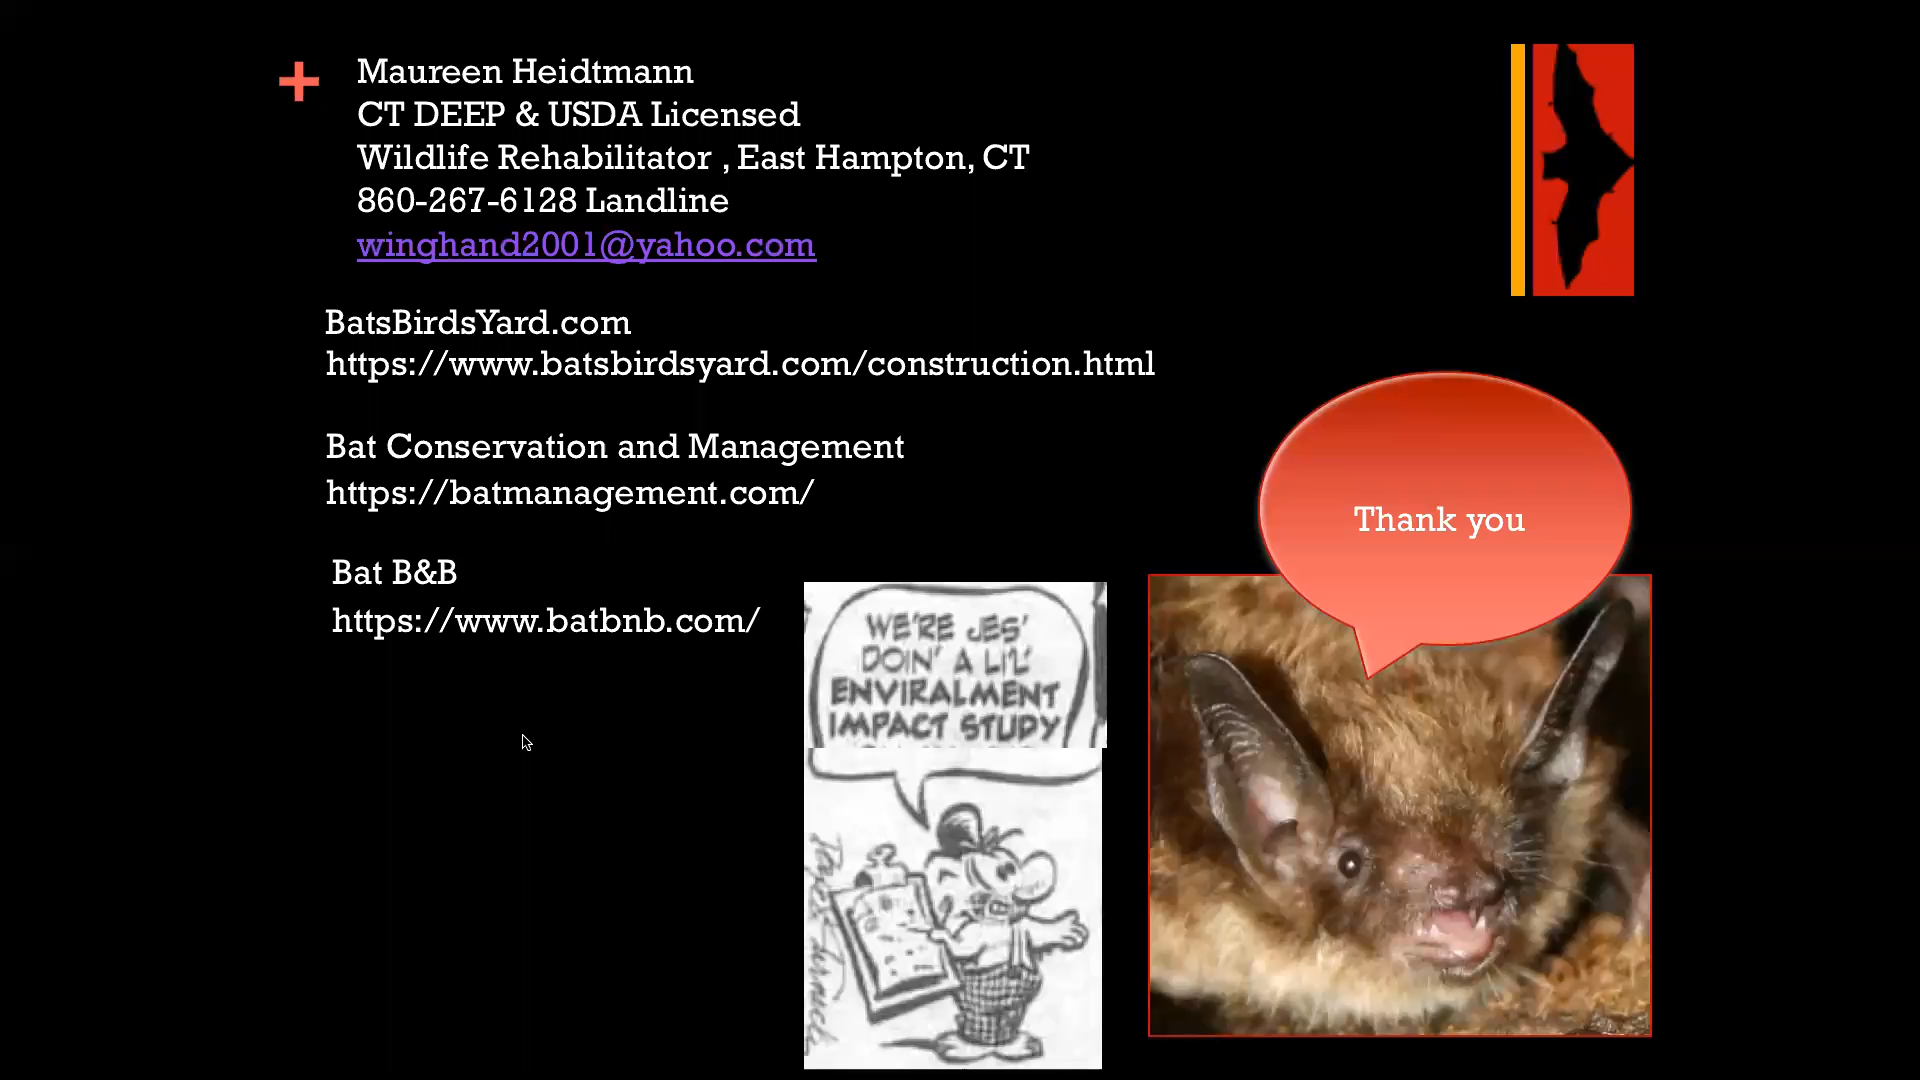 Maureen Heidtmann
CT DEEP & USDA Licensed
Wildlife Rehabilitator , East Hampton, CT
860-267-6128 Landline
winghand2001@yahoo.com
BatsBirdsYard.com
https://www.batsbirdsyard.com/construction.html
Bat Conservation and Management
https://batmanagement.com/
Bat B&B
https://www.batbnb.com/
Thank you
WE'RE JES'
DOIN' A LI'L'
ENVIRALMENT
IMPACT STUDY